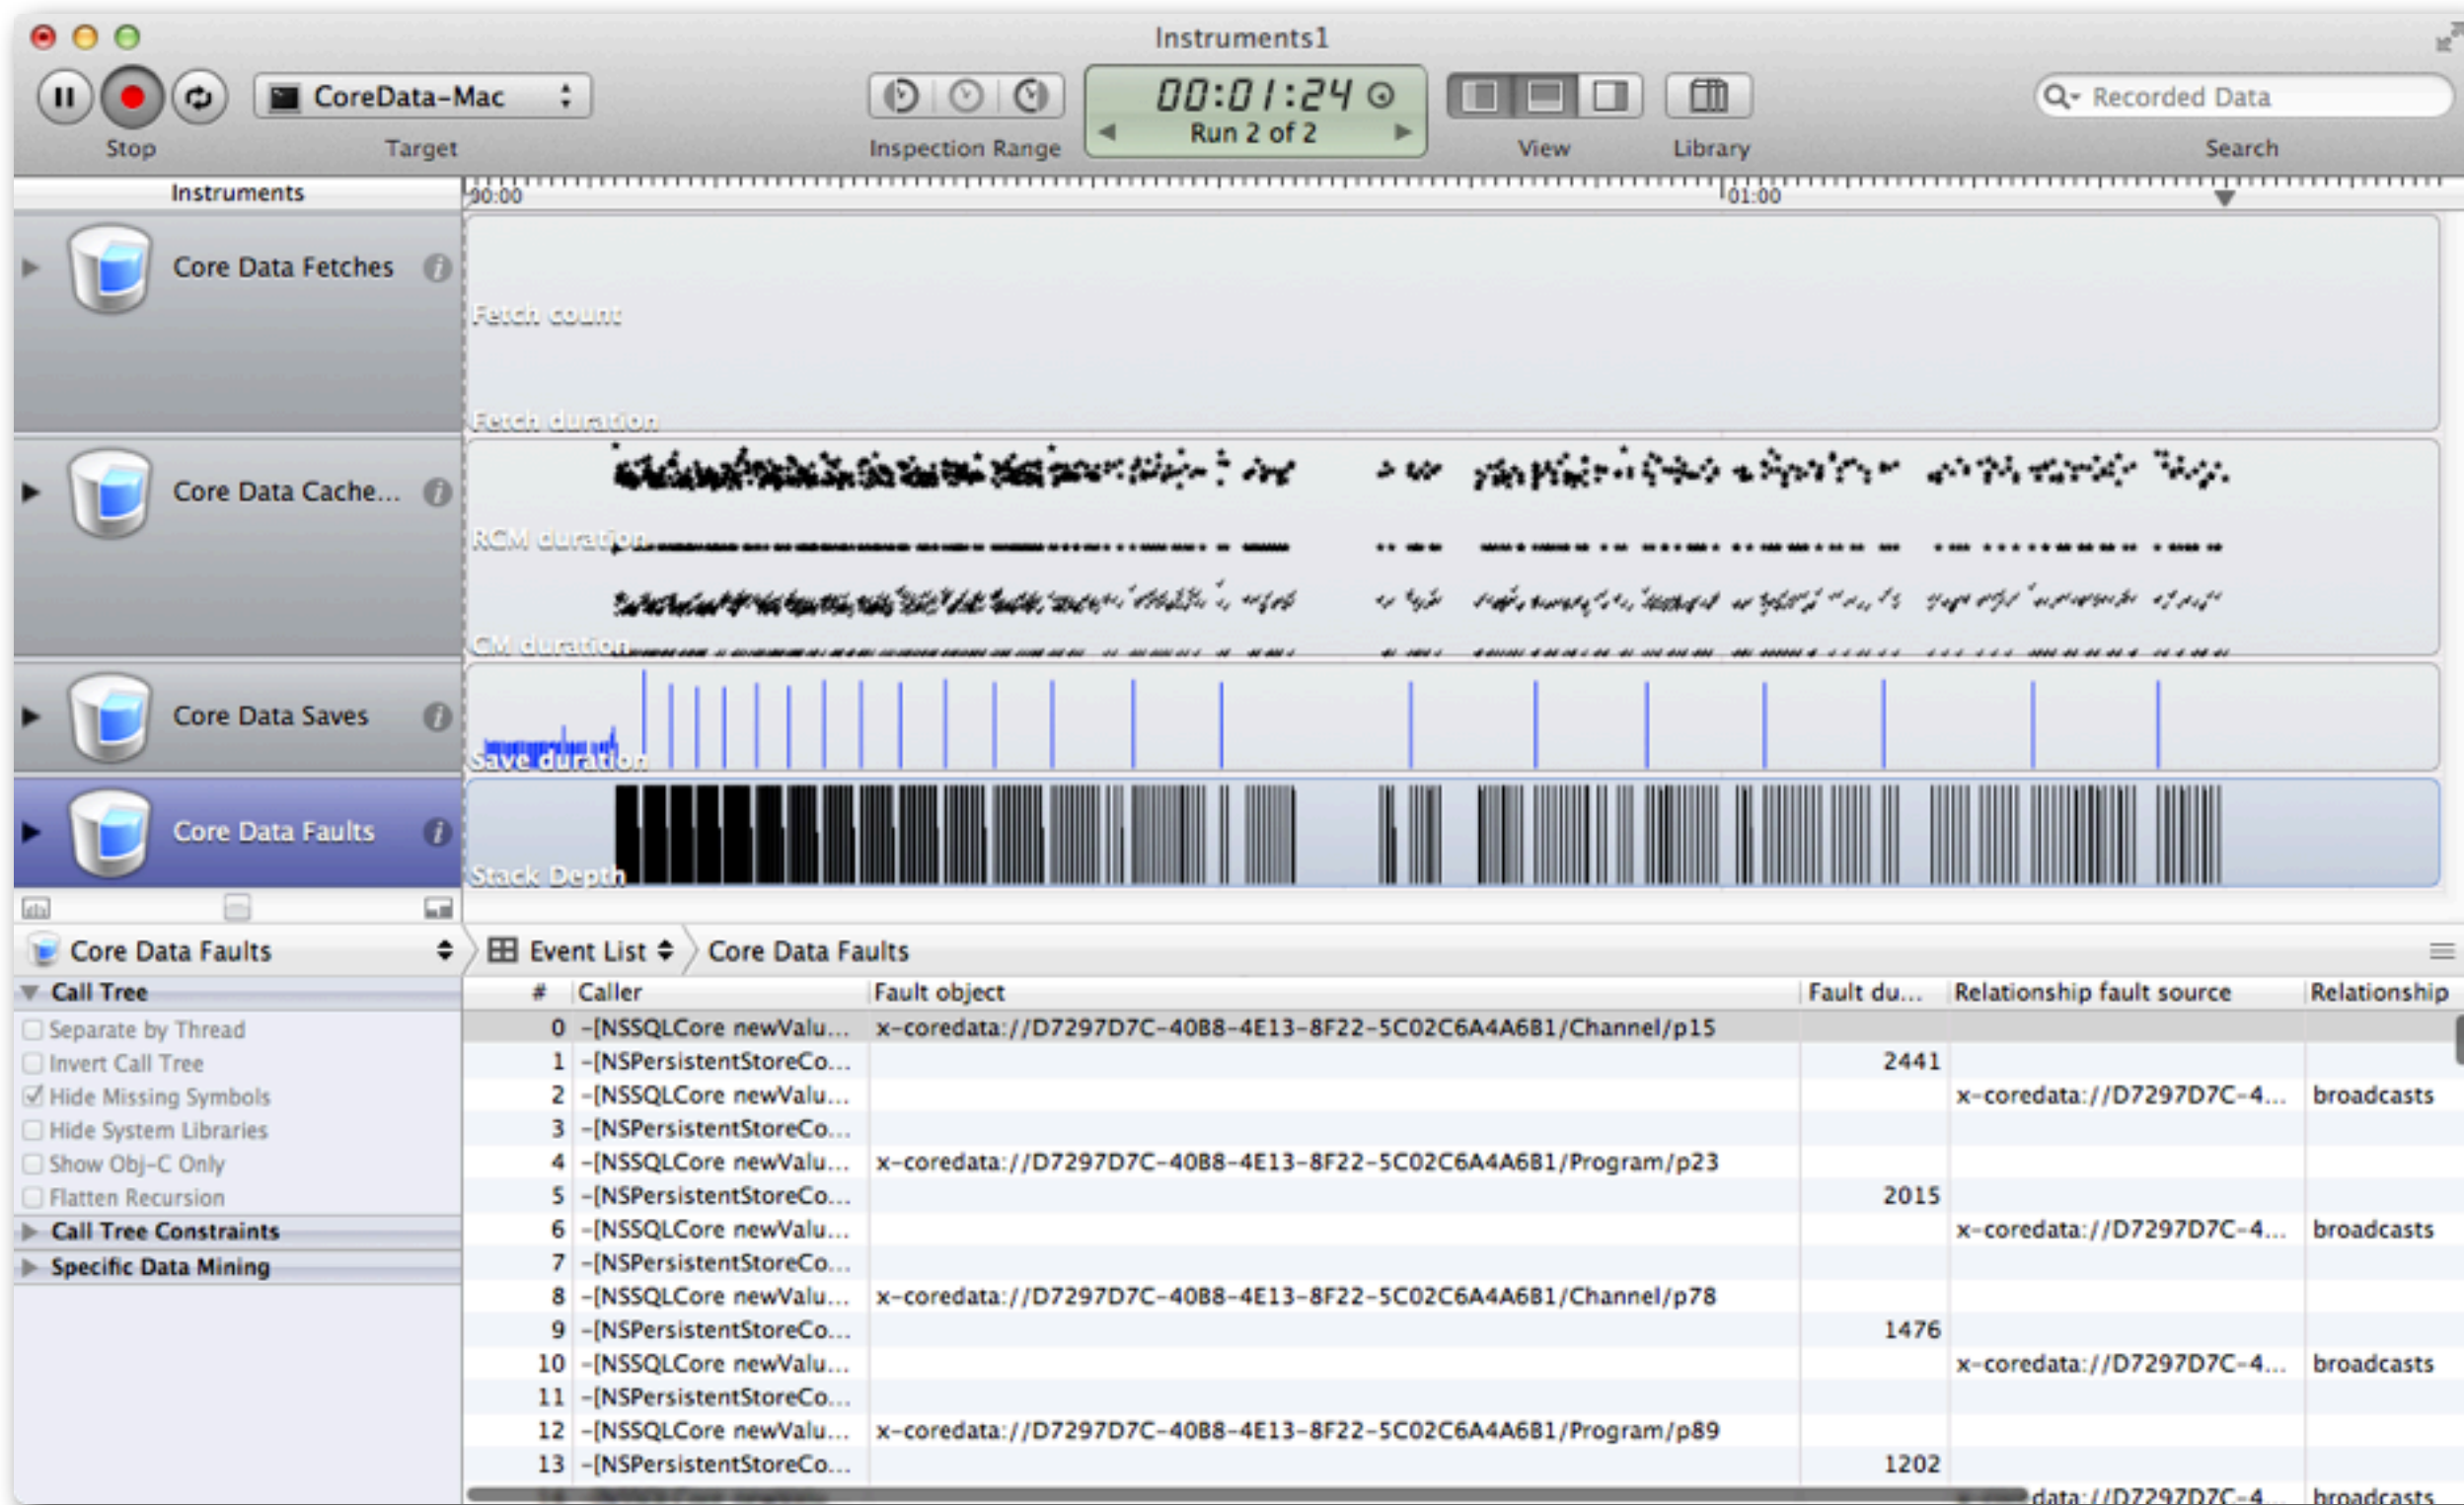 Instruments1
CoreData-Mac
00:01:24
Run 2 of 2
Recorded Data
Stop
Target
Inspection Range
View
Library
Search
Instruments
00:00
01:00
Core Data Fetches
Fetch count
Fetch duration
Core Data Cache...
RCM duration
CM duration
Core Data Saves
Save duration
Core Data Faults
Stack Depth
Core Data Faults
Event List
Core Data Faults
Call Tree
Separate by Thread
Invert Call Tree
Hide Missing Symbols
Hide System Libraries
Show Obj-C Only
Flatten Recursion
Call Tree Constraints
Specific Data Mining
# Caller Fault object Fault du... Relationship fault source Relationship
0 -[NSSQLCore newValu... x-coredata://D7297D7C-40B8-4E13-8F22-5C02C6A4A6B1/Channel/p15
1 -[NSPersistentStoreCo... 2441
2 -[NSSQLCore newValu... x-coredata://D7297D7C-4... broadcasts
3 -[NSPersistentStoreCo...
4 -[NSSQLCore newValu... x-coredata://D7297D7C-40B8-4E13-8F22-5C02C6A4A6B1/Program/p23
5 -[NSPersistentStoreCo... 2015
6 -[NSSQLCore newValu... x-coredata://D7297D7C-4... broadcasts
7 -[NSPersistentStoreCo...
8 -[NSSQLCore newValu... x-coredata://D7297D7C-40B8-4E13-8F22-5C02C6A4A6B1/Channel/p78
9 -[NSPersistentStoreCo... 1476
10 -[NSSQLCore newValu... x-coredata://D7297D7C-4... broadcasts
11 -[NSPersistentStoreCo...
12 -[NSSQLCore newValu... x-coredata://D7297D7C-40B8-4E13-8F22-5C02C6A4A6B1/Program/p89
13 -[NSPersistentStoreCo... 1202
data://D7297D7C-4... broadcasts